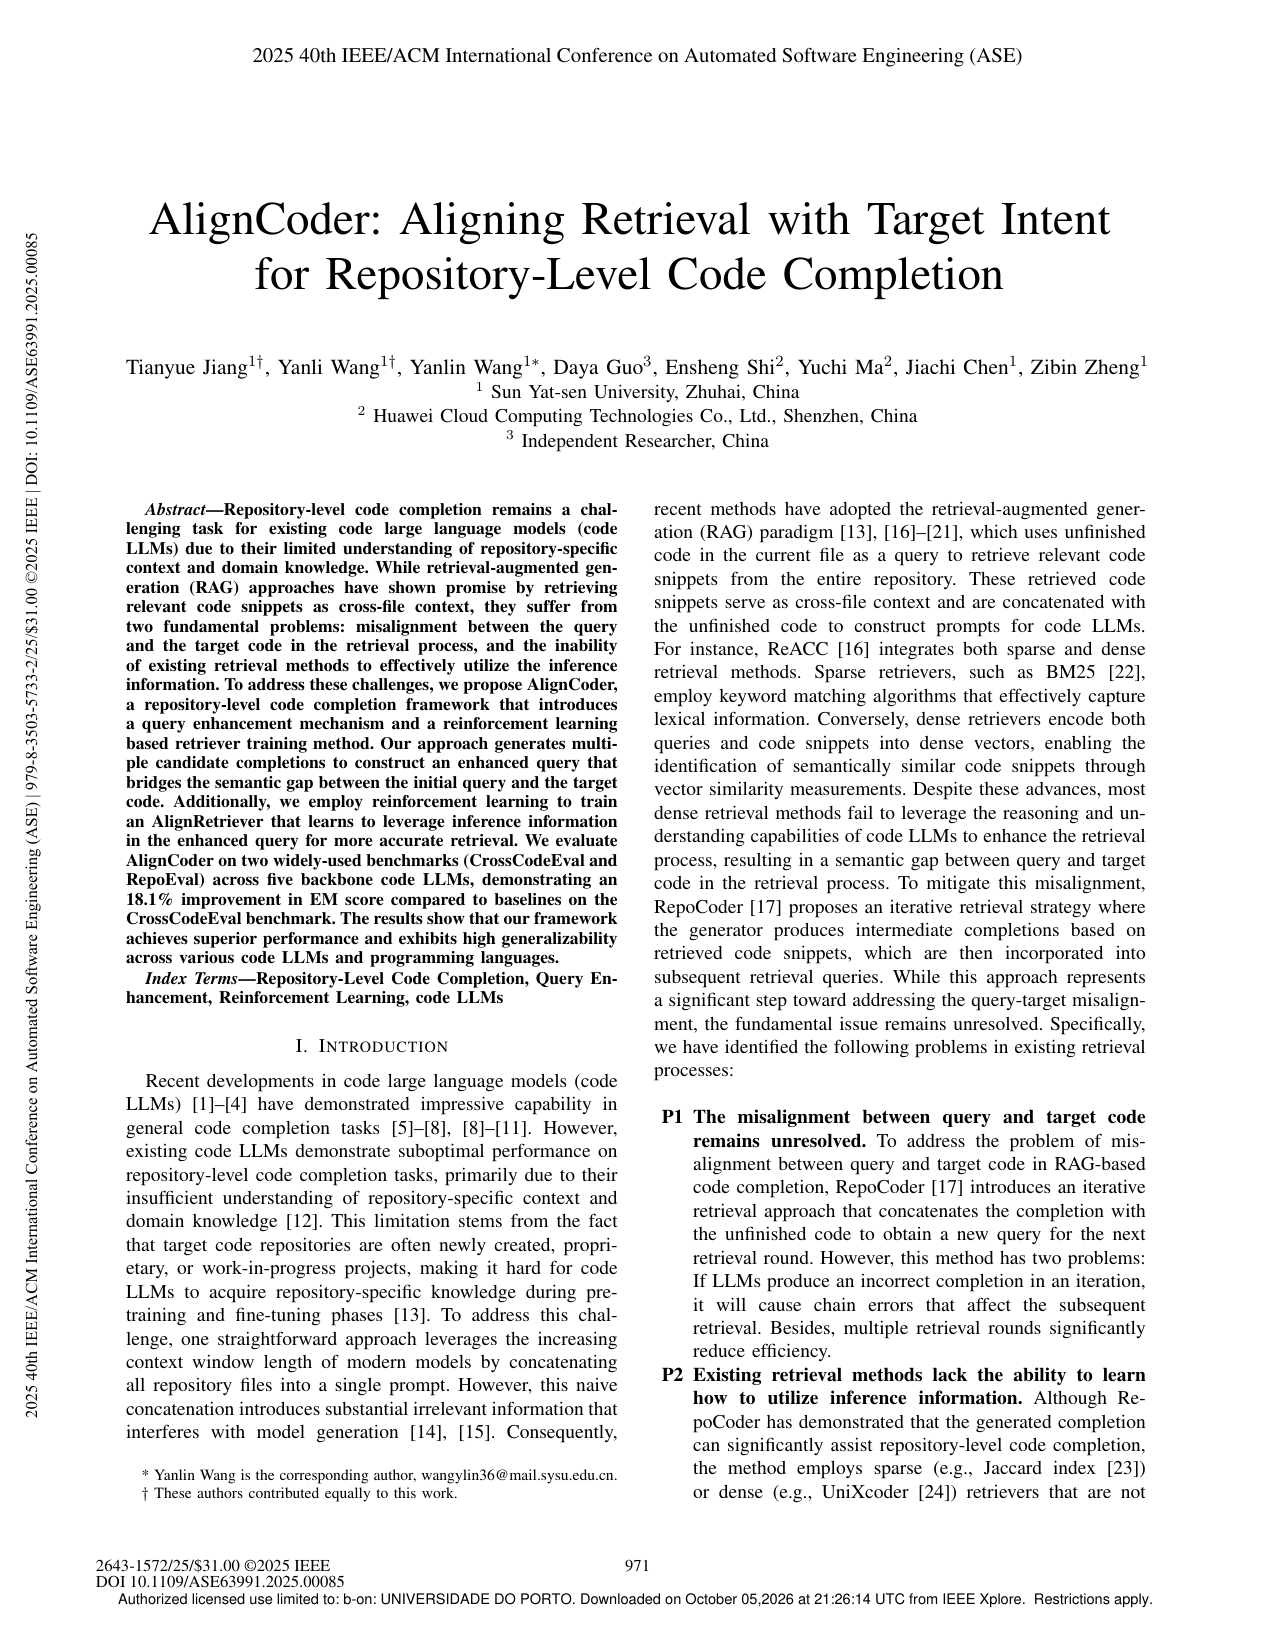 2025 40th IEEE/ACM International Conference on Automated Software Engineering (ASE)
2025 40th IEEE/ACM International Conference on Automated Software Engineering (ASE) | 979-8-3503-5733-2/25/$31.00 ©2025 IEEE | DOI: 10.1109/ASE63991.2025.00085
AlignCoder: Aligning Retrieval with Target Intent
for Repository-Level Code Completion
Tianyue Jiang1†, Yanli Wang1†, Yanlin Wang1*, Daya Guo3, Ensheng Shi2, Yuchi Ma2, Jiachi Chen1, Zibin Zheng1
1 Sun Yat-sen University, Zhuhai, China
2 Huawei Cloud Computing Technologies Co., Ltd., Shenzhen, China
3 Independent Researcher, China
Abstract—Repository-level code completion remains a chal-
lenging task for existing code large language models (code
LLMs) due to their limited understanding of repository-specific
context and domain knowledge. While retrieval-augmented gen-
eration (RAG) approaches have shown promise by retrieving
relevant code snippets as cross-file context, they suffer from
two fundamental problems: misalignment between the query
and the target code in the retrieval process, and the inability
of existing retrieval methods to effectively utilize the inference
information. To address these challenges, we propose AlignCoder,
a repository-level code completion framework that introduces
a query enhancement mechanism and a reinforcement learning
based retriever training method. Our approach generates multi-
ple candidate completions to construct an enhanced query that
bridges the semantic gap between the initial query and the target
code. Additionally, we employ reinforcement learning to train
an AlignRetriever that learns to leverage inference information
in the enhanced query for more accurate retrieval. We evaluate
AlignCoder on two widely-used benchmarks (CrossCodeEval and
RepoEval) across five backbone code LLMs, demonstrating an
18.1% improvement in EM score compared to baselines on the
CrossCodeEval benchmark. The results show that our framework
achieves superior performance and exhibits high generalizability
across various code LLMs and programming languages.
Index Terms—Repository-Level Code Completion, Query En-
hancement, Reinforcement Learning, code LLMs
I. INTRODUCTION
Recent developments in code large language models (code
LLMs) [1]–[4] have demonstrated impressive capability in
general code completion tasks [5]–[8], [8]–[11]. However,
existing code LLMs demonstrate suboptimal performance on
repository-level code completion tasks, primarily due to their
insufficient understanding of repository-specific context and
domain knowledge [12]. This limitation stems from the fact
that target code repositories are often newly created, propri-
etary, or work-in-progress projects, making it hard for code
LLMs to acquire repository-specific knowledge during pre-
training and fine-tuning phases [13]. To address this chal-
lenge, one straightforward approach leverages the increasing
context window length of modern models by concatenating
all repository files into a single prompt. However, this naive
concatenation introduces substantial irrelevant information that
interferes with model generation [14], [15]. Consequently,
* Yanlin Wang is the corresponding author, wangylin36@mail.sysu.edu.cn.
† These authors contributed equally to this work.
recent methods have adopted the retrieval-augmented gener-
ation (RAG) paradigm [13], [16]–[21], which uses unfinished
code in the current file as a query to retrieve relevant code
snippets from the entire repository. These retrieved code
snippets serve as cross-file context and are concatenated with
the unfinished code to construct prompts for code LLMs.
For instance, ReACC [16] integrates both sparse and dense
retrieval methods. Sparse retrievers, such as BM25 [22],
employ keyword matching algorithms that effectively capture
lexical information. Conversely, dense retrievers encode both
queries and code snippets into dense vectors, enabling the
identification of semantically similar code snippets through
vector similarity measurements. Despite these advances, most
dense retrieval methods fail to leverage the reasoning and un-
derstanding capabilities of code LLMs to enhance the retrieval
process, resulting in a semantic gap between query and target
code in the retrieval process. To mitigate this misalignment,
RepoCoder [17] proposes an iterative retrieval strategy where
the generator produces intermediate completions based on
retrieved code snippets, which are then incorporated into
subsequent retrieval queries. While this approach represents
a significant step toward addressing the query-target misalign-
ment, the fundamental issue remains unresolved. Specifically,
we have identified the following problems in existing retrieval
processes:
P1 The misalignment between query and target code
remains unresolved. To address the problem of mis-
alignment between query and target code in RAG-based
code completion, RepoCoder [17] introduces an iterative
retrieval approach that concatenates the completion with
the unfinished code to obtain a new query for the next
retrieval round. However, this method has two problems:
If LLMs produce an incorrect completion in an iteration,
it will cause chain errors that affect the subsequent
retrieval. Besides, multiple retrieval rounds significantly
reduce efficiency.
P2 Existing retrieval methods lack the ability to learn
how to utilize inference information. Although Re-
poCoder has demonstrated that the generated completion
can significantly assist repository-level code completion,
the method employs sparse (e.g., Jaccard index [23])
or dense (e.g., UniXcoder [24]) retrievers that are not
2643-1572/25/$31.00 ©2025 IEEE
DOI 10.1109/ASE63991.2025.00085
971
Authorized licensed use limited to: b-on: UNIVERSIDADE DO PORTO. Downloaded on October 05,2026 at 21:26:14 UTC from IEEE Xplore. Restrictions apply.